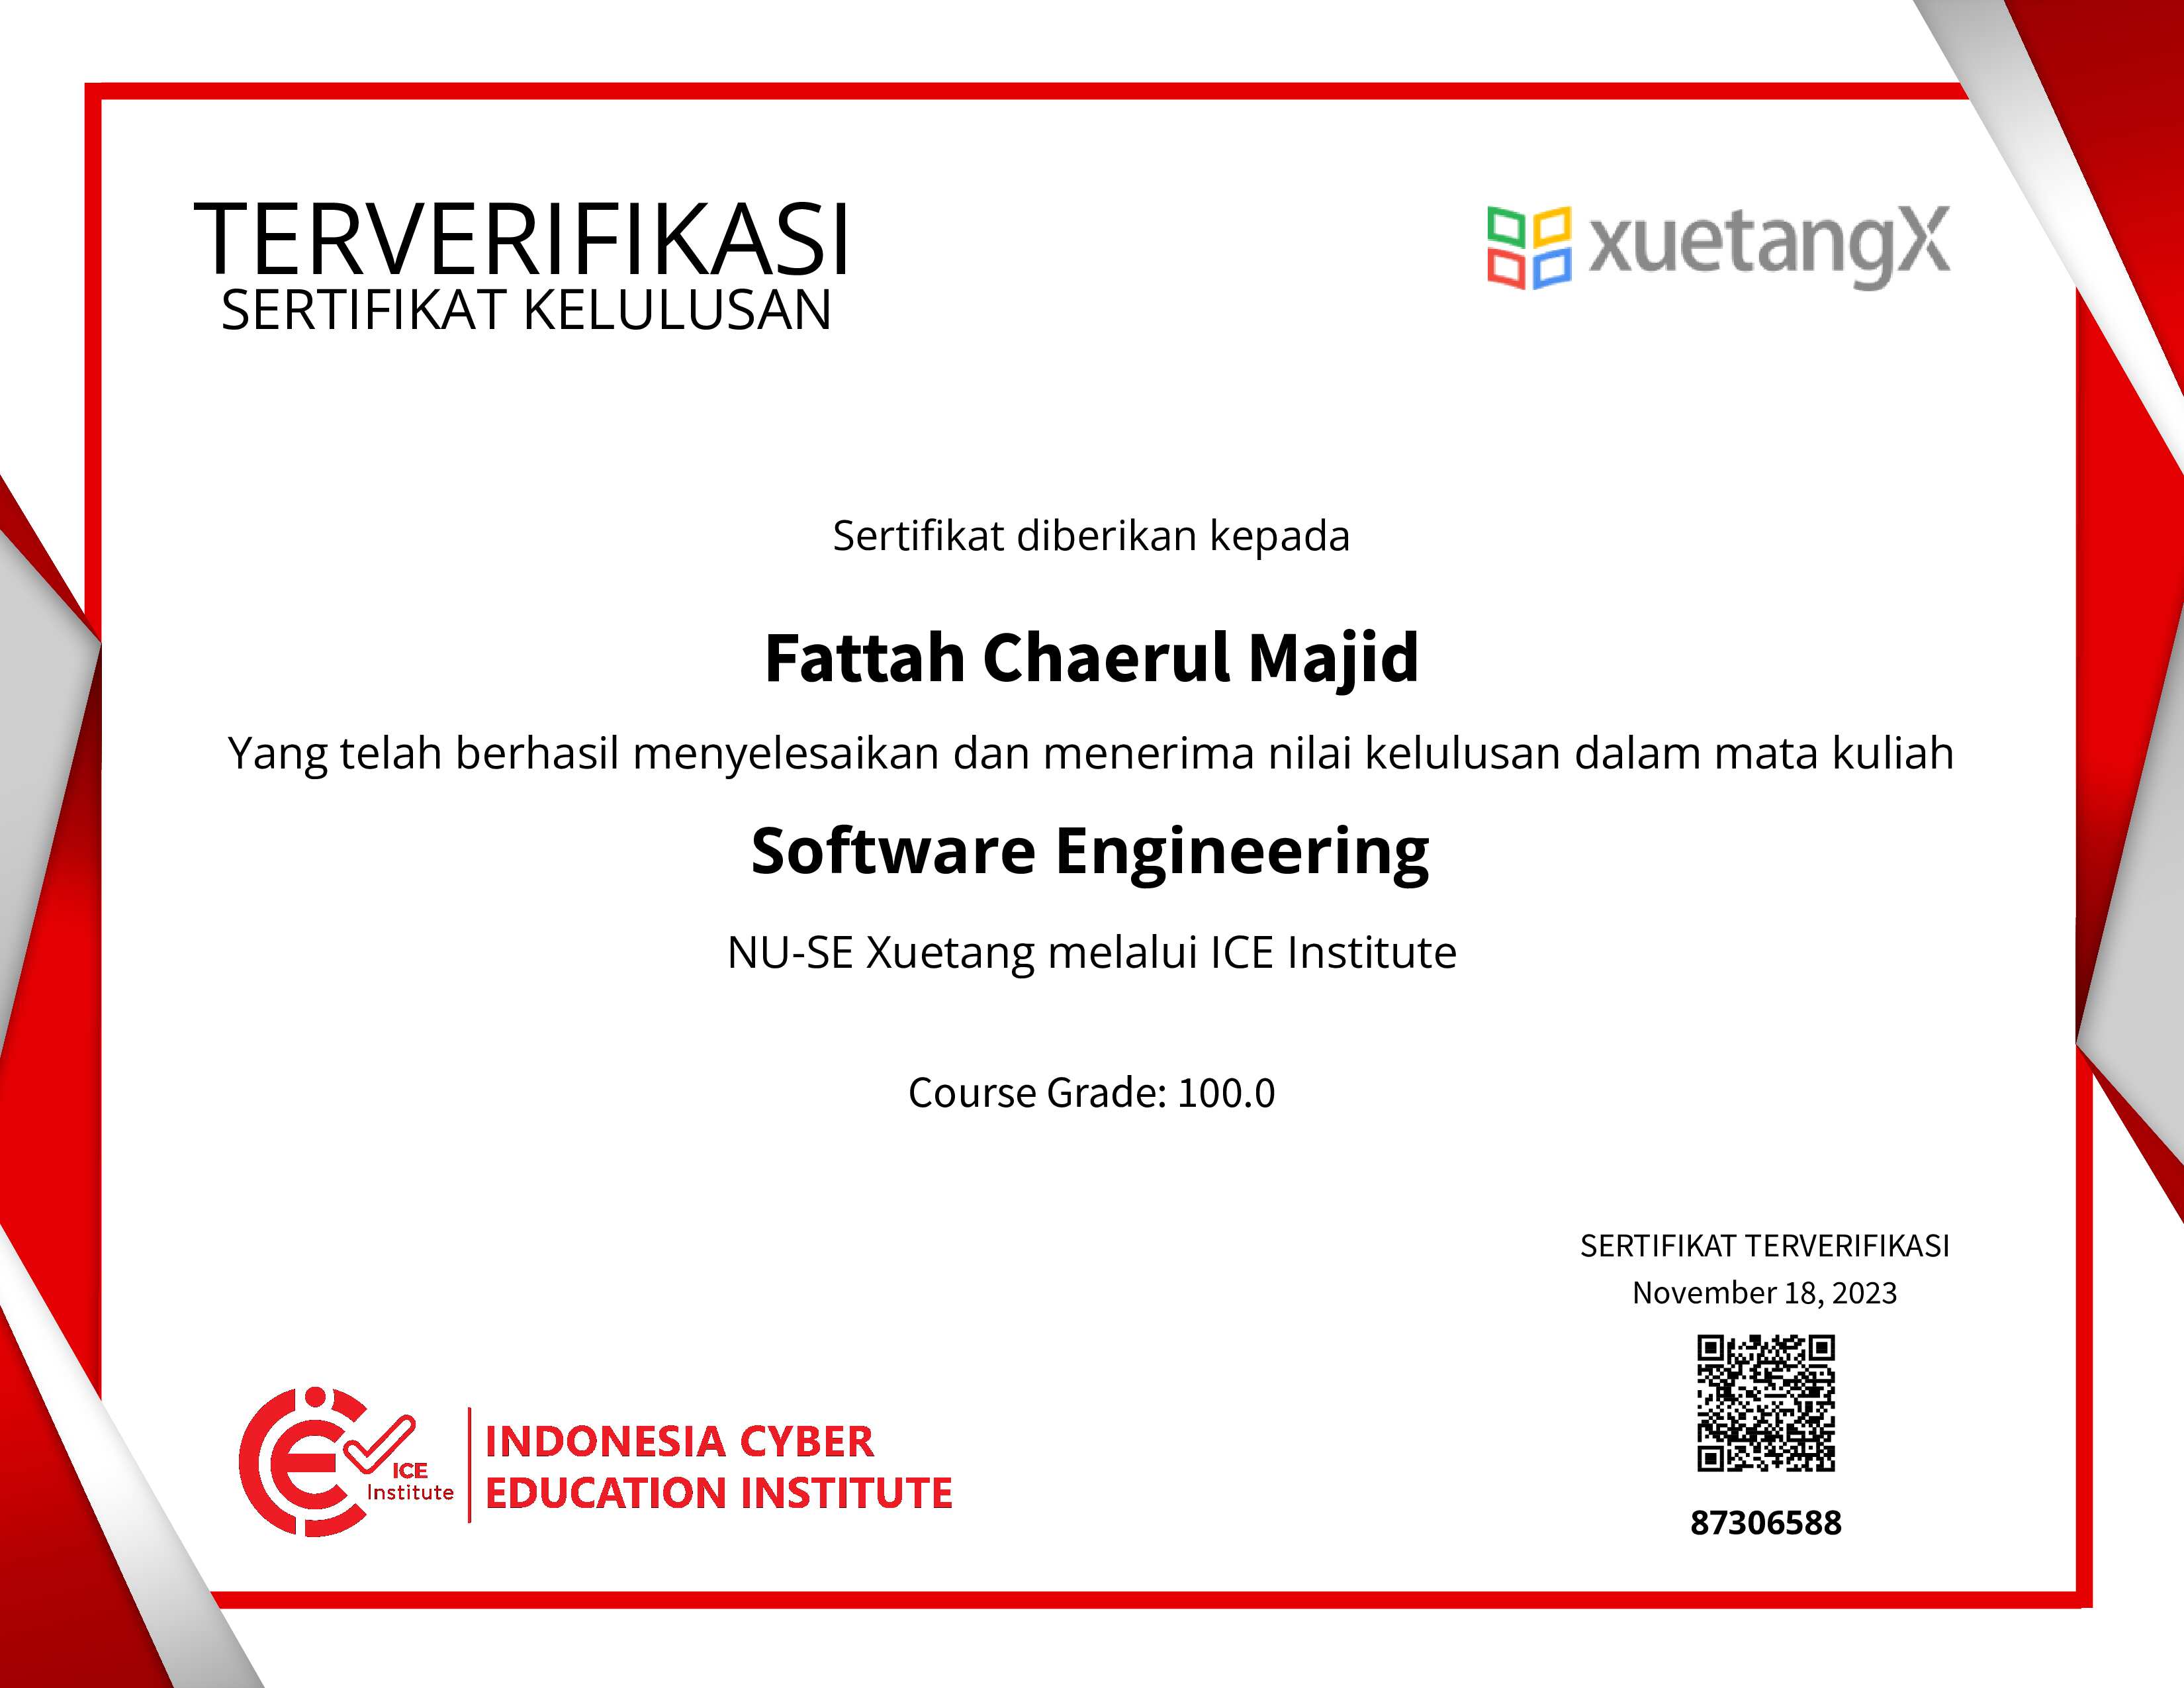 TERVERIFIKASI
SERTIFIKAT KELULUSAN
xuetangX
Sertifikat diberikan kepada
Fattah Chaerul Majid
Yang telah berhasil menyelesaikan dan menerima nilai kelulusan dalam mata kuliah
Software Engineering
NU-SE Xuetang melalui ICE Institute
Course Grade: 100.0
SERTIFIKAT TERVERIFIKASI
November 18, 2023
ICE
Institute
INDONESIA CYBER
EDUCATION INSTITUTE
87306588